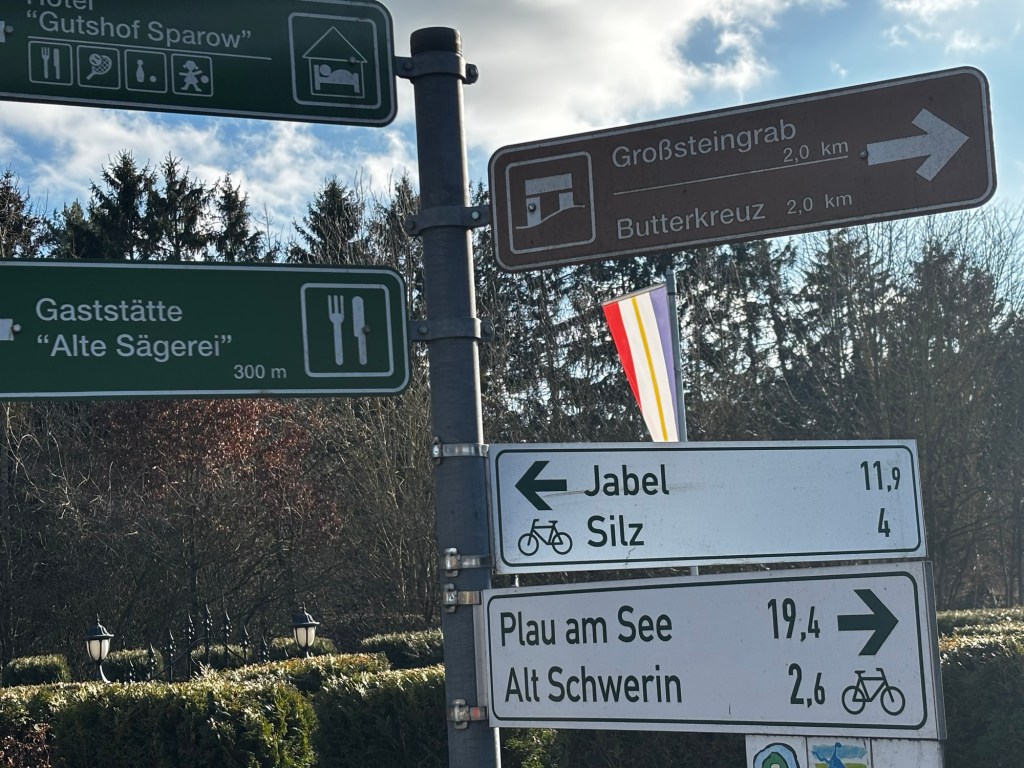 Hotel
“Gutshof Sparow”
Gaststätte
“Alte Sägerei”
300 m
Großsteingrab
2,0 km
Butterkreuz 2,0 km
Jabel 11,9
Silz 4
Plau am See 19,4
Alt Schwerin 2,6